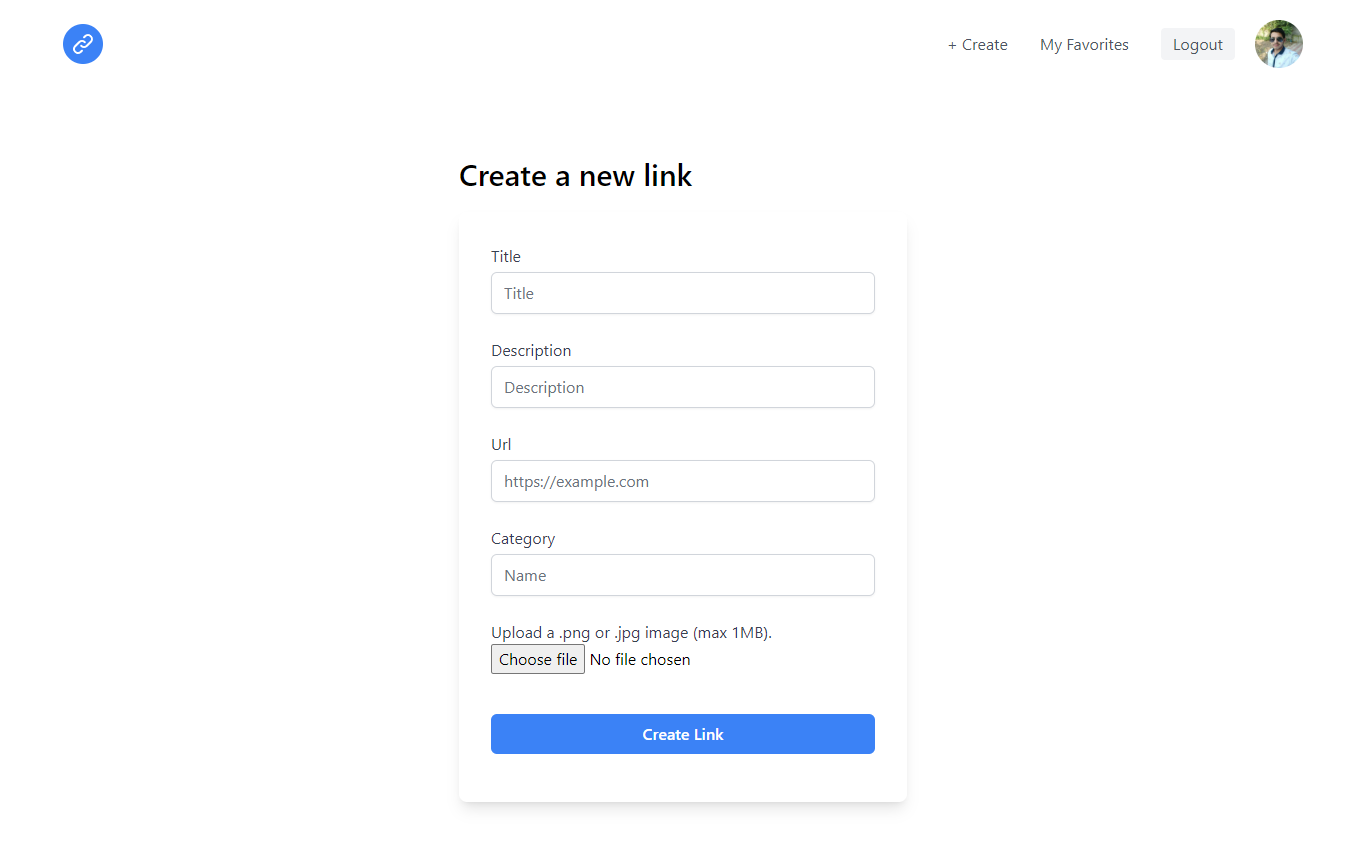 + Create My Favorites Logout
Create a new link
Title
Title
Description
Description
Url
https://example.com
Category
Name
Upload a .png or .jpg image (max 1MB).
Choose file No file chosen
Create Link